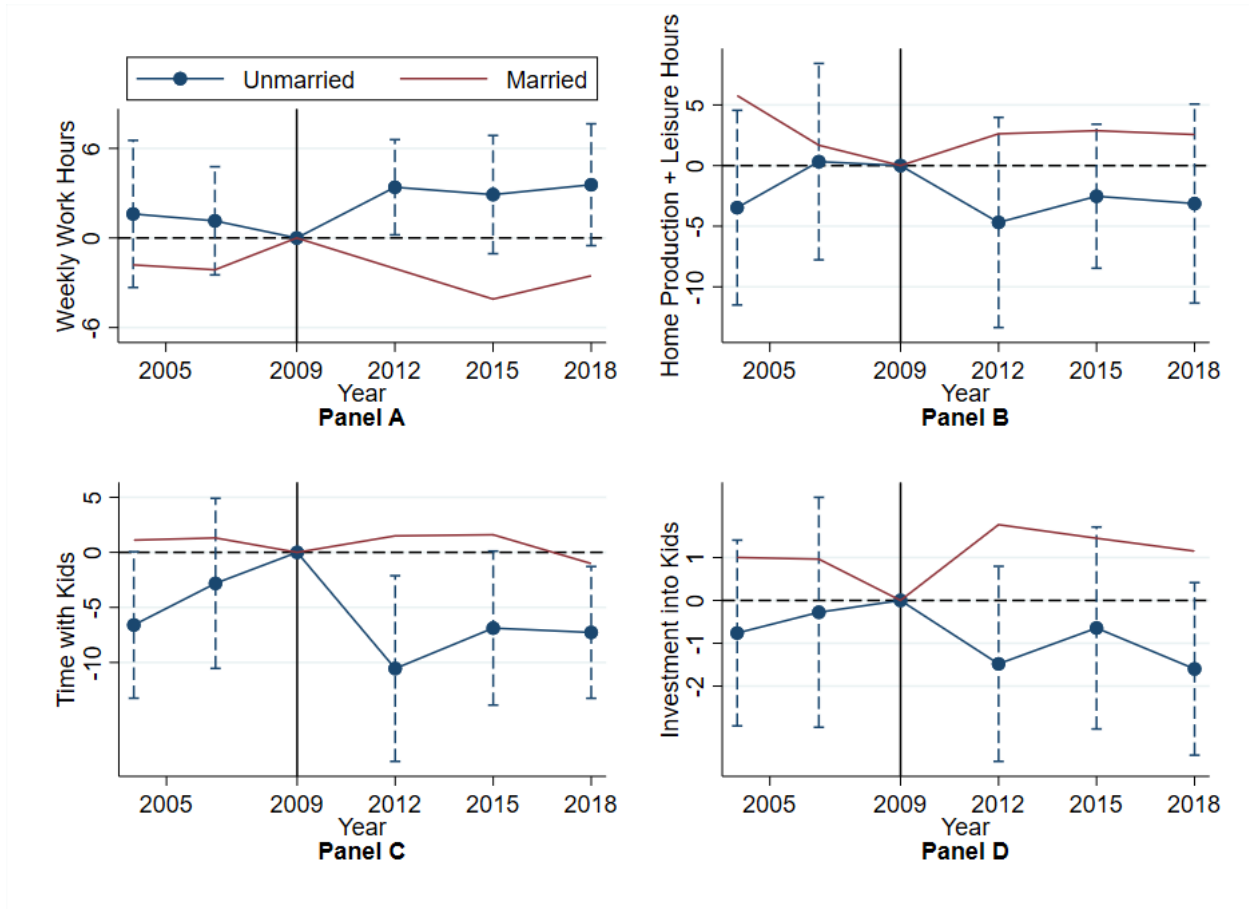 Unmarried
Married
Weekly Work Hours
6
0
-6
2005 2009 2012 2015 2018
Year
Panel A
Home Production + Leisure Hours
5
0
-5
-10
2005 2009 2012 2015 2018
Year
Panel B
Time with Kids
5
0
-5
-10
2005 2009 2012 2015 2018
Year
Panel C
Investment into Kids
1
0
-1
-2
2005 2009 2012 2015 2018
Year
Panel D